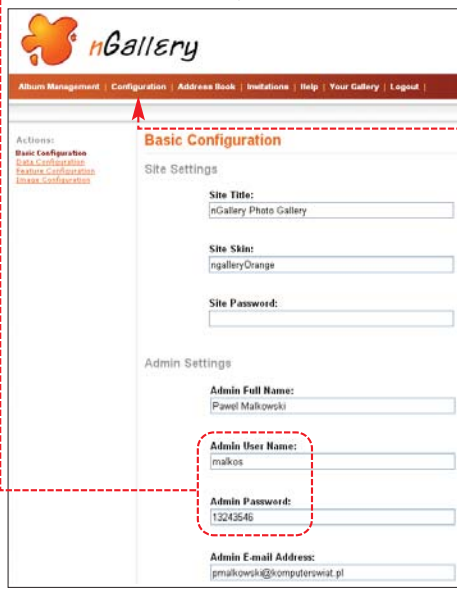 nGallery
Album Management | Configuration | Address Book | Invitations | Help | Your Gallery | Logout |
Actions:
Basic Configuration
Data Configuration
Feature Configuration
Image Configuration
Basic Configuration
Site Settings
Site Title:
nGallery Photo Gallery
Site Skin:
ngalleryOrange
Site Password:
Admin Settings
Admin Full Name:
Pawel Malkowski
Admin User Name:
malkos
Admin Password:
13243546
Admin E-mail Address:
pmalkowski@komputerswiat.pl